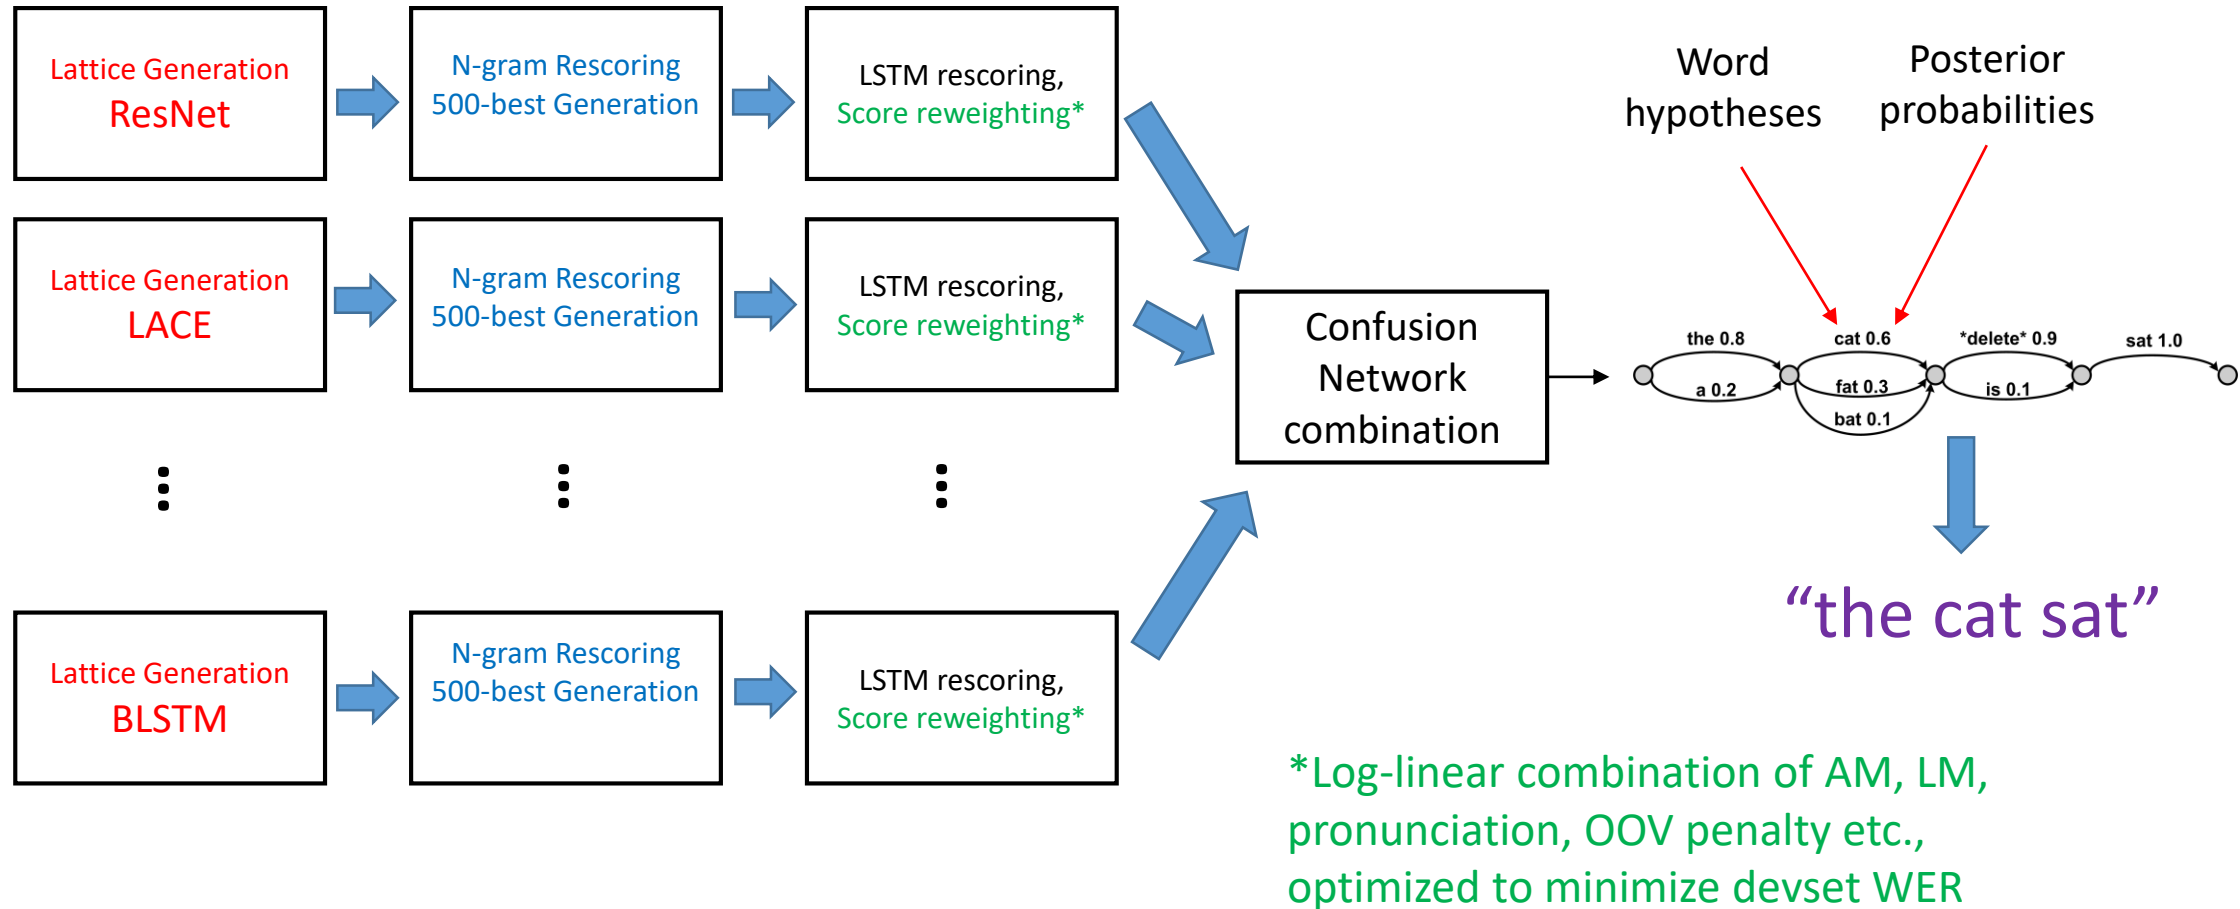 Lattice Generation
ResNet
N-gram Rescoring
500-best Generation
LSTM rescoring,
Score reweighting*
Lattice Generation
LACE
N-gram Rescoring
500-best Generation
LSTM rescoring,
Score reweighting*
Lattice Generation
BLSTM
N-gram Rescoring
500-best Generation
LSTM rescoring,
Score reweighting*
Confusion
Network
combination
Word
hypotheses
Posterior
probabilities
the 0.8
a 0.2
cat 0.6
fat 0.3
bat 0.1
*delete* 0.9
is 0.1
sat 1.0
“the cat sat”
*Log-linear combination of AM, LM,
pronunciation, OOV penalty etc.,
optimized to minimize devset WER